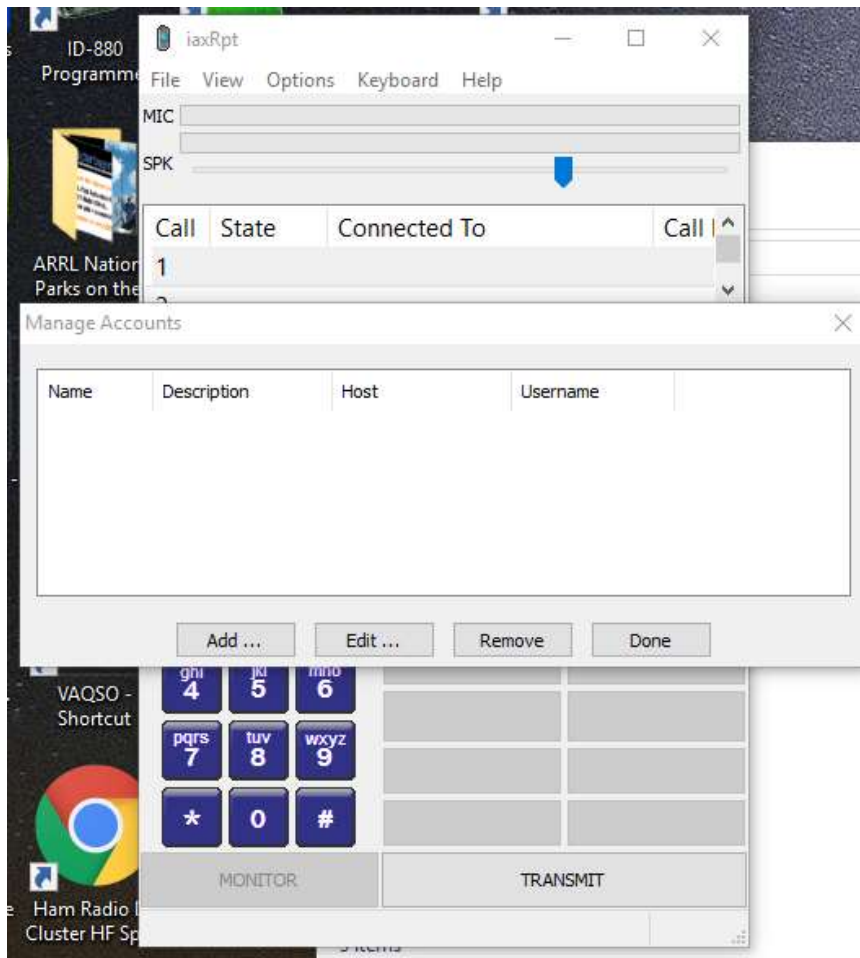 ID-880
Programme
iaxRpt
File View Options Keyboard Help
MIC
SPK
Call State Connected To Call
1
ARRL Nation
Parks on the
Manage Accounts
Name Description Host Username
Add ... Edit ... Remove Done
ghi jkl mno
4 5 6
pqrs tuv wxyz
7 8 9
* 0 #
VAQSO -
Shortcut
MONITOR TRANSMIT
Ham Radio
Cluster HF Sp